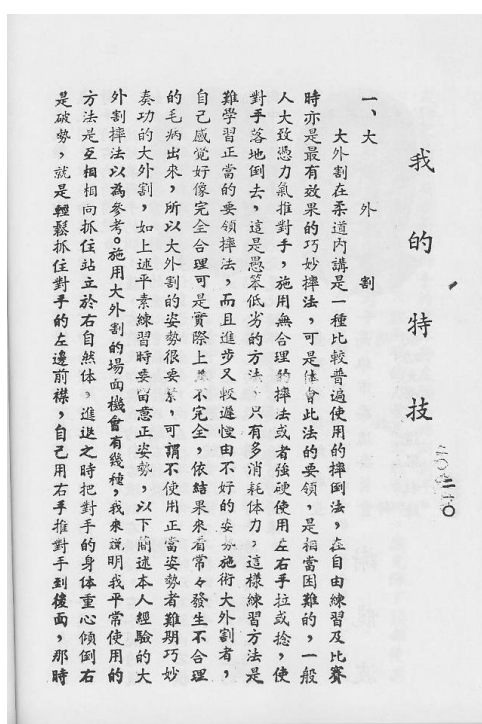 我的特技
一、大外割
大外割在柔道內講是一種比較普遍使用的摔倒法，在自由練習及比賽
時亦是最有效果的巧妙摔法，可是体會此法的要領，是相當困難的，一般
人大致憑力氣推對手，施用無合理的摔法或者強硬使用左右手拉或捻，使
對手落地倒去，這是愚笨低劣的方法，只有多消耗体力，這樣練習方法是
難學習正當的要領摔法，而且進步又較遲慢由不好的姿勢施術大外割者，
自己感覺好像完全合理可是實際上並不完全，依結果來看常々發生不合理
的毛病出來，所以大外割的姿勢很要緊，可謂不使用正當姿勢者難期巧妙
奏功的大外割，如上述平素練習時要留意正姿勢，以下簡述本人經驗的大
外割摔法以為參考。施用大外割的場面機會有幾種，我來說明我平常使用的
方法是互相相向抓住站立於右自然体，進退之時把對手的身体重心傾倒右
是破勢，就是輕鬆抓住對手的左邊前襟，自己用右手推對手到後面，那時